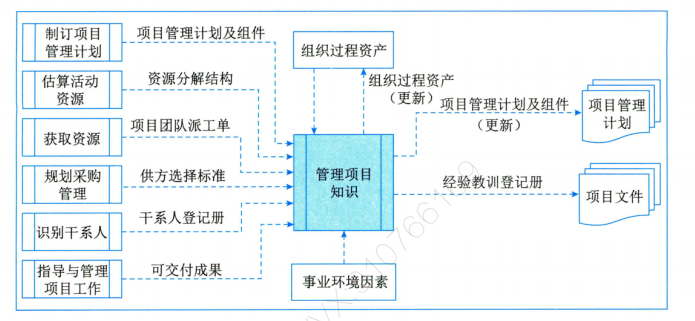 制订项目
管理计划
项目管理计划及组件
估算活动
资源
资源分解结构
获取资源
项目团队派工单
规划采购
管理
供方选择标准
识别干系人
干系人登记册
指导与管理
项目工作
可交付成果
组织过程资产
组织过程资产
（更新）
管理项目
知识
事业环境因素
项目管理计划及组件
（更新）
项目管理
计划
经验教训登记册
项目文件